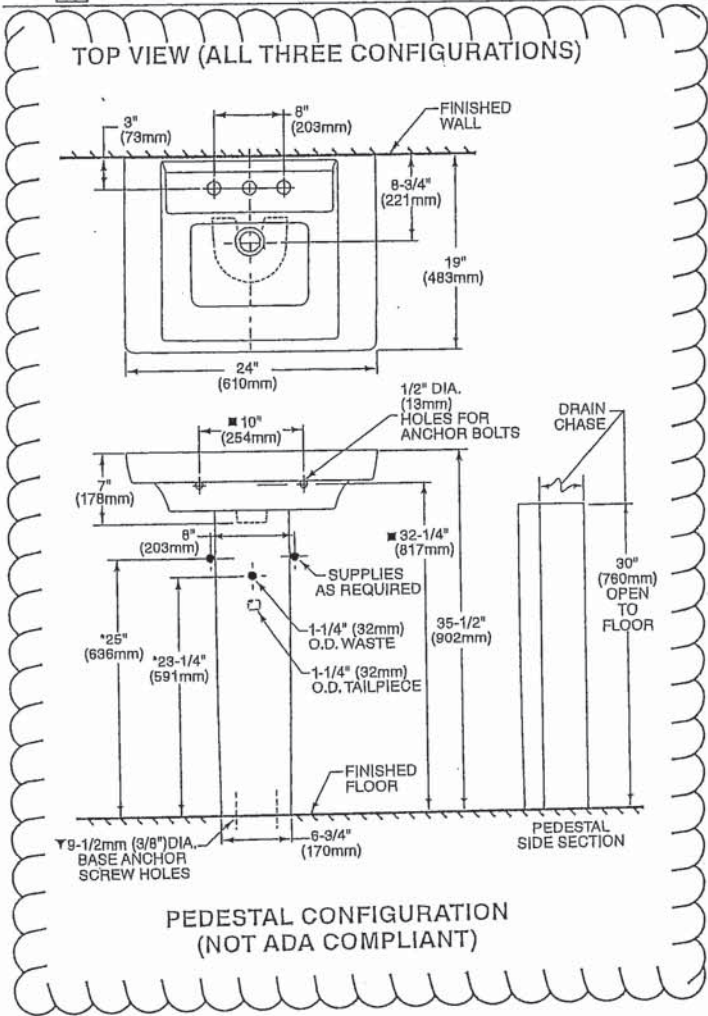 TOP VIEW (ALL THREE CONFIGURATIONS)
3"
(73mm)
8"
(203mm)
FINISHED
WALL
8-3/4"
(221mm)
19"
(483mm)
24"
(610mm)
1/2" DIA.
(13mm)
HOLES FOR
ANCHOR BOLTS
■ 10"
(254mm)
DRAIN
CHASE
7"
(178mm)
8"
(203mm)
■ 32-1/4"
(817mm)
SUPPLIES
AS REQUIRED
30"
(760mm)
OPEN
TO
FLOOR
*25"
(636mm)
*23-1/4"
(591mm)
1-1/4" (32mm)
O.D. WASTE
35-1/2"
(902mm)
1-1/4" (32mm)
O.D. TAILPIECE
FINISHED
FLOOR
▼9-1/2mm (3/8")DIA.
BASE ANCHOR
SCREW HOLES
6-3/4"
(170mm)
PEDESTAL
SIDE SECTION
PEDESTAL CONFIGURATION
(NOT ADA COMPLIANT)